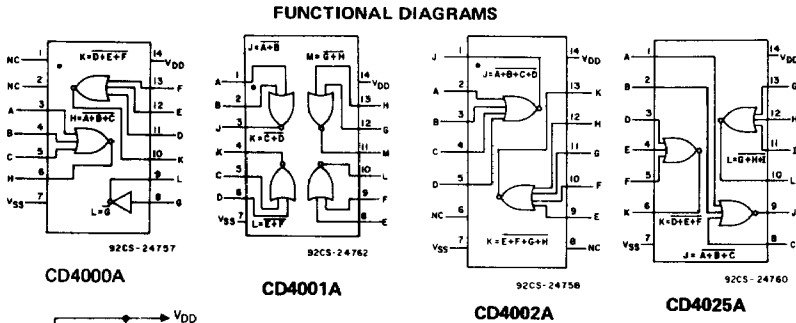 FUNCTIONAL DIAGRAMS
NC 1
NC 2
A 3
B 4
C 5
H 6
VSS 7
K=D+E+F
H=A+B+C
L=G
14 VDD
13 F
12 E
11 D
10 K
9 L
8 G
92CS-24757
CD4000A
J=A+B
M=G+H
A 1
B 2
J 3
K 4
C 5
D 6
VSS 7
K=C+D
L=E+F
14 VDD
13 H
12 G
11 M
10 L
9 F
8 E
92CS-24762
CD4001A
J 1
A 2
B 3
C 4
D 5
NC 6
VSS 7
J=A+B+C+D
K=E+F+G+H
14 VDD
13 K
12 H
11 G
10 F
9 E
8 NC
92CS-24758
CD4002A
A 1
B 2
D 3
E 4
F 5
K 6
VSS 7
L=G+H+I
K=D+E+F
J=A+B+C
14 VDD
13 G
12 H
11 I
10 L
9 J
8 C
92CS-24760
CD4025A
VDD